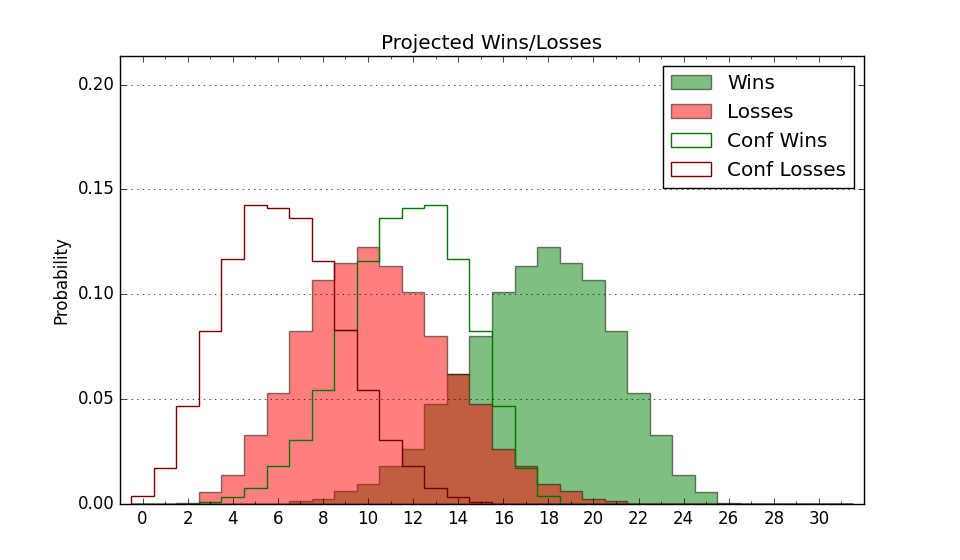 Projected Wins/Losses
Wins
Losses
Conf Wins
Conf Losses
Probability
0.20
0.15
0.10
0.05
0.00
0 2 4 6 8 10 12 14 16 18 20 22 24 26 28 30